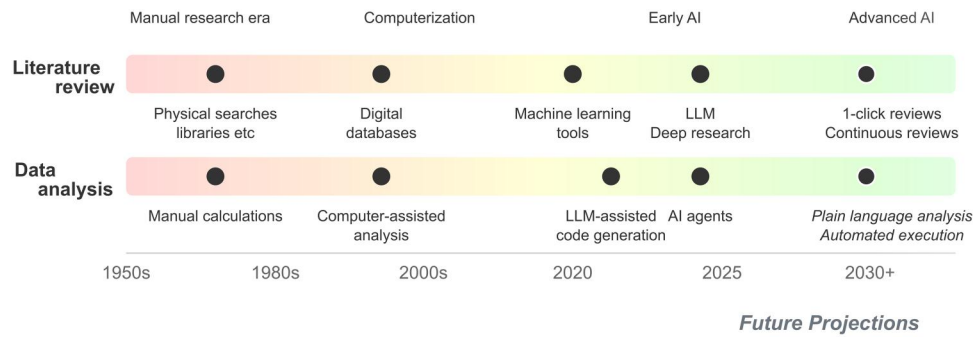 Manual research era Computerization Early AI Advanced AI
Literature
review
Physical searches Digital Machine learning LLM 1-click reviews
libraries etc databases tools Deep research Continuous reviews
Data
analysis
Manual calculations Computer-assisted LLM-assisted AI agents Plain language analysis
analysis code generation Automated execution
1950s 1980s 2000s 2020 2025 2030+
Future Projections